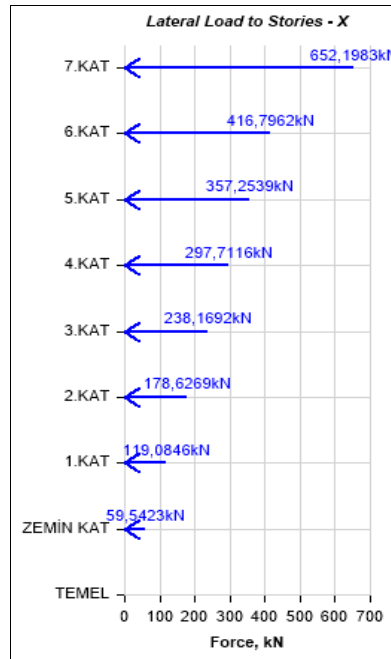 Lateral Load to Stories - X
7.KAT
652,1983kN
6.KAT
416,7962kN
5.KAT
357,2539kN
4.KAT
297,7116kN
3.KAT
238,1692kN
2.KAT
178,6269kN
1.KAT
119,0846kN
ZEMİN KAT
59,5423kN
TEMEL
0 100 200 300 400 500 600 700
Force, kN